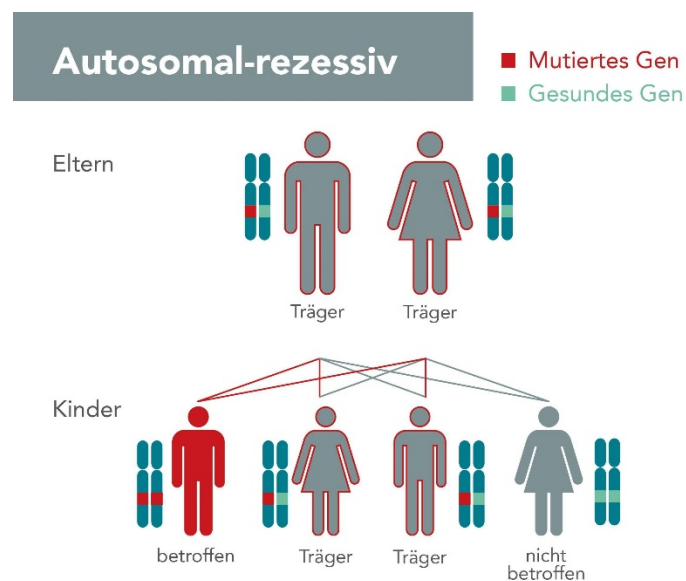 Autosomal-rezessiv
Mutiertes Gen
Gesundes Gen
Eltern
Träger
Träger
Kinder
betroffen
Träger
Träger
nicht
betroffen